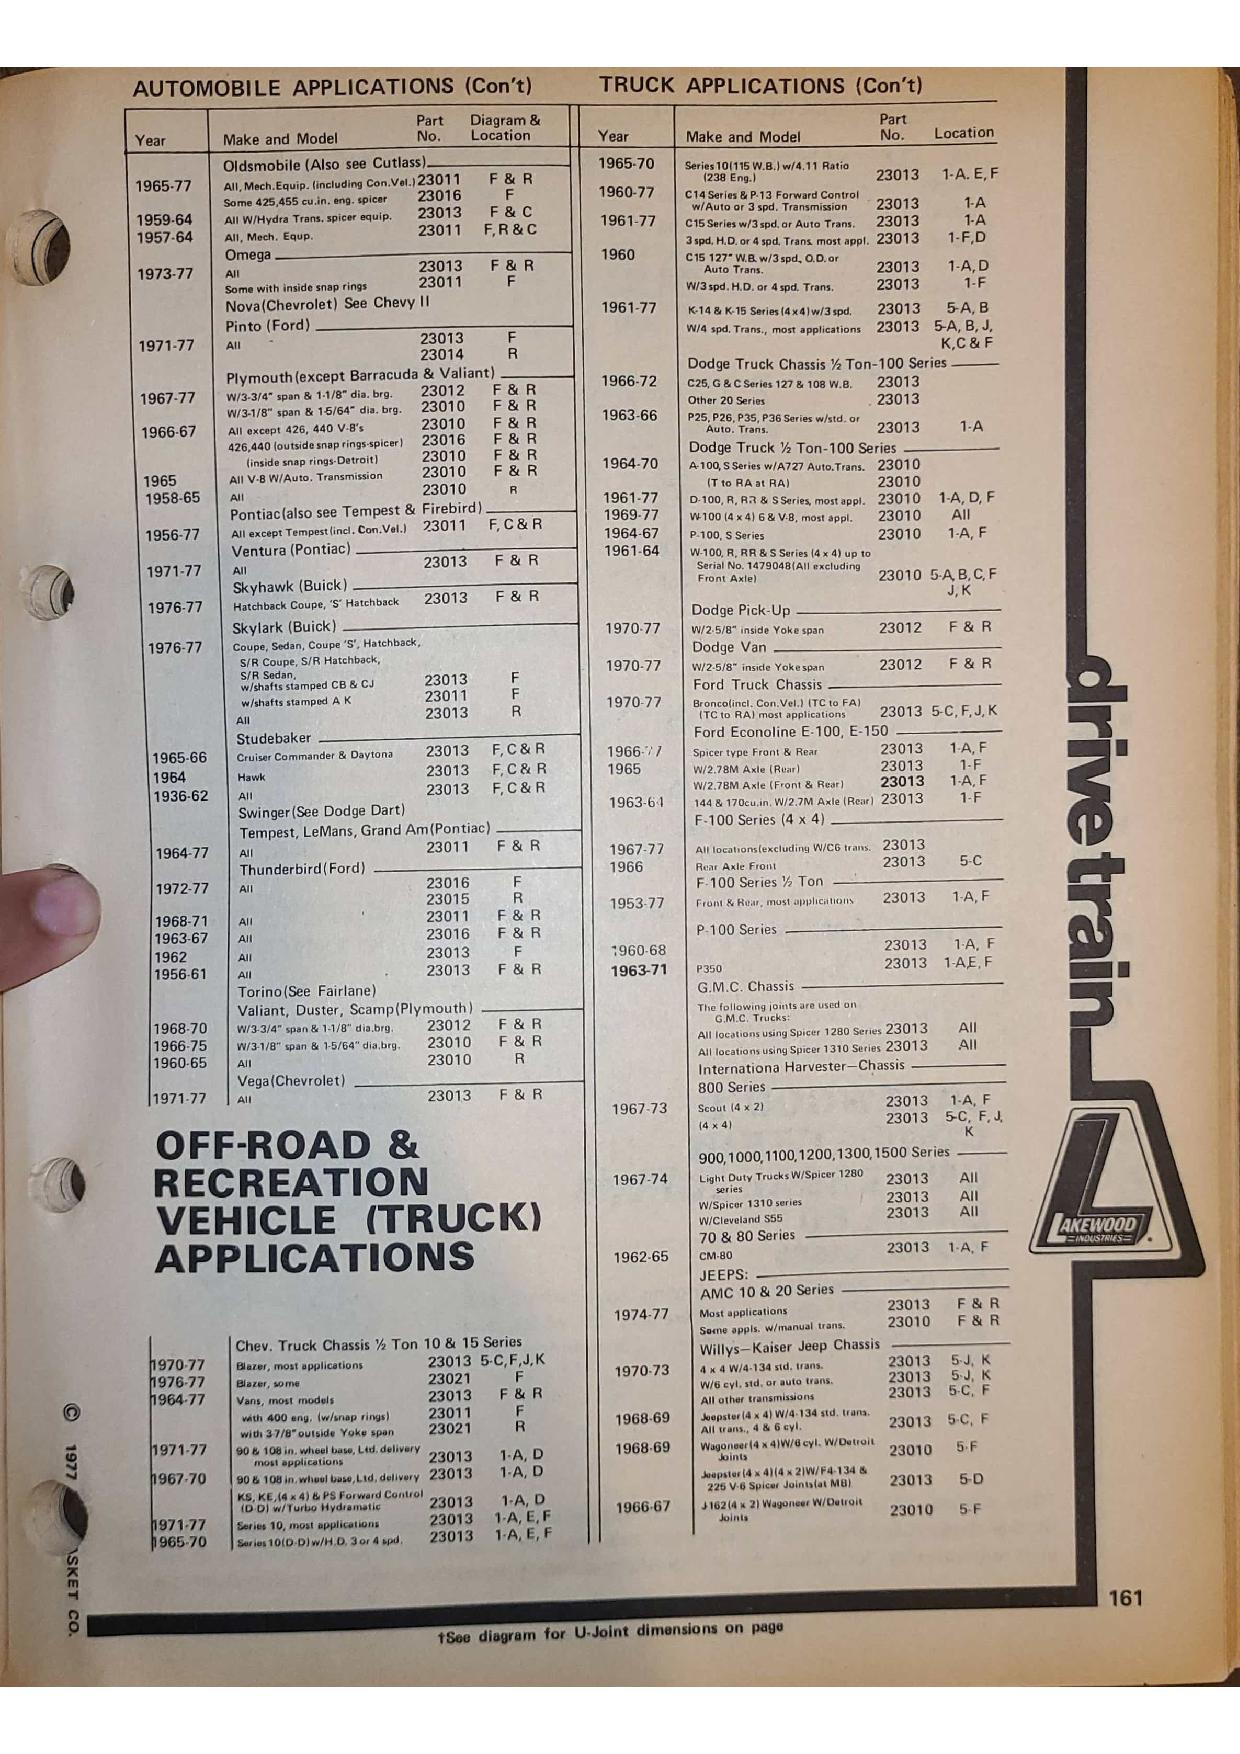 AUTOMOBILE APPLICATIONS (Con't)
Year Make and Model Part No. Diagram & Location
Oldsmobile (Also see Cutlass)
1965-77 All, Mech.Equip. (including Con.Vel.) 23011 F & R
Some 425,455 cu.in. eng. spicer 23016 F
1959-64 All W/Hydra Trans. spicer equip. 23013 F & C
1957-64 All, Mech. Equp. 23011 F,R & C
Omega
1973-77 All 23013 F & R
Some with inside snap rings 23011 F
Nova(Chevrolet) See Chevy II
Pinto (Ford)
1971-77 All 23013 F
23014 R
Plymouth(except Barracuda & Valiant)
1967-77 W/3-3/4" span & 1-1/8" dia. brg. 23012 F & R
W/3-1/8" span & 1-5/64" dia. brg. 23010 F & R
1966-67 All except 426, 440 V-8's 23010 F & R
426,440 (outside snap rings-spicer) 23016 F & R
(inside snap rings-Detroit) 23010 F & R
1965 All V-8 W/Auto. Transmission 23010 F & R
1958-65 All 23010 R
Pontiac(also see Tempest & Firebird)
1956-77 All except Tempest(incl. Con.Vel.) 23011 F,C & R
Ventura (Pontiac)
1971-77 All 23013 F & R
Skyhawk (Buick)
1976-77 Hatchback Coupe, 'S' Hatchback 23013 F & R
Skylark (Buick)
1976-77 Coupe, Sedan, Coupe 'S', Hatchback,
S/R Coupe, S/R Hatchback,
S/R Sedan,
w/shafts stamped CB & CJ 23013 F
w/shafts stamped A K 23011 F
All 23013 R
Studebaker
1965-66 Cruiser Commander & Daytona 23013 F,C & R
1964 Hawk 23013 F,C & R
1936-62 All 23013 F,C & R
Swinger(See Dodge Dart)
Tempest, LeMans, Grand Am(Pontiac)
1964-77 All 23011 F & R
Thunderbird(Ford)
1972-77 All 23016 F
23015 R
1968-71 All 23011 F & R
1963-67 All 23016 F & R
1962 All 23013 F
1956-61 All 23013 F & R
Torino(See Fairlane)
Valiant, Duster, Scamp(Plymouth)
1968-70 W/3-3/4" span & 1-1/8" dia.brg. 23012 F & R
1966-75 W/3-1/8" span & 1-5/64" dia.brg. 23010 F & R
1960-65 All 23010 R
Vega(Chevrolet)
1971-77 All 23013 F & R
OFF-ROAD &
RECREATION
VEHICLE (TRUCK)
APPLICATIONS
Chev. Truck Chassis ½ Ton 10 & 15 Series
1970-77 Blazer, most applications 23013 5-C,F,J,K
1976-77 Blazer, some 23021 F
1964-77 Vans, most models 23013 F & R
with 400 eng. (w/snap rings) 23011 F
with 3-7/8" outside Yoke span 23021 R
1971-77 90 & 108 in. wheel base, Ltd. delivery
most applications 23013 1-A, D
1967-70 90 & 108 in. wheel base,Ltd. delivery 23013 1-A, D
KS, KE,(4 x 4) & PS Forward Control
(D-D) w/Turbo Hydramatic 23013 1-A, D
1971-77 Series 10, most applications 23013 1-A, E, F
1965-70 Series 10(D-D)w/H.D. 3 or 4 spd. 23013 1-A, E, F
TRUCK APPLICATIONS (Con't)
Year Make and Model Part No. Location
1965-70 Series 10(115 W.B.) w/4.11 Ratio
(238 Eng.) 23013 1-A. E, F
1960-77 C14 Series & P-13 Forward Control
w/Auto or 3 spd. Transmission 23013 1-A
1961-77 C15 Series w/3 spd. or Auto Trans. 23013 1-A
3 spd. H.D. or 4 spd. Trans. most appl. 23013 1-F,D
1960 C15 127" W.B. w/3 spd., O.D. or
Auto Trans. 23013 1-A,D
W/3 spd. H.D. or 4 spd. Trans. 23013 1-F
1961-77 K-14 & K-15 Series (4x4) w/3 spd. 23013 5-A, B
W/4 spd. Trans., most applications 23013 5-A, B, J,
K,C & F
Dodge Truck Chassis ½ Ton-100 Series
1966-72 C25, G & C Series 127 & 108 W.B. 23013
Other 20 Series 23013
1963-66 P25, P26, P35, P36 Series w/std. or
Auto. Trans. 23013 1-A
Dodge Truck ½ Ton-100 Series
1964-70 A-100, S Series w/A727 Auto.Trans. 23010
(T to RA at RA) 23010
1961-77 D-100, R, RR & S Series, most appl. 23010 1-A, D, F
1969-77 W-100 (4 x 4) 6 & V-8, most appl. 23010 All
1964-67 P-100, S Series 23010 1-A, F
1961-64 W-100, R, RR & S Series (4 x 4) up to
Serial No. 1479048(All excluding
Front Axle) 23010 5-A, B, C, F
J, K
Dodge Pick-Up
1970-77 W/2-5/8" inside Yoke span 23012 F & R
Dodge Van
1970-77 W/2-5/8" inside Yoke span 23012 F & R
Ford Truck Chassis
1970-77 Bronco(incl. Con.Vel.) (TC to FA)
(TC to RA) most applications 23013 5-C, F, J, K
Ford Econoline E-100, E-150
1966-77 Spicer type Front & Rear 23013 1-A, F
1965 W/2.78M Axle (Rear) 23013 1-F
W/2.78M Axle (Front & Rear) 23013 1-A, F
1963-64 144 & 170cu.in. W/2.7M Axle (Rear) 23013 1-F
F-100 Series (4 x 4)
1967-77 All locations(excluding W/C6 trans. 23013
1966 Rear Axle Front 23013 5-C
F-100 Series ½ Ton
1953-77 Front & Rear, most applications 23013 1-A, F
P-100 Series
1960-68 23013 1-A, F
1963-71 P350 23013 1-A,E, F
G.M.C. Chassis
The following joints are used on
G.M.C. Trucks:
All locations using Spicer 1280 Series 23013 All
All locations using Spicer 1310 Series 23013 All
Internationa Harvester—Chassis
800 Series
1967-73 Scout (4 x 2) 23013 1-A, F
(4 x 4) 23013 5-C, F, J,
K
900,1000,1100,1200,1300,1500 Series
1967-74 Light Duty Trucks W/Spicer 1280
series 23013 All
W/Spicer 1310 series 23013 All
W/Cleveland S55 23013 All
70 & 80 Series
1962-65 CM-80 23013 1-A, F
JEEPS:
AMC 10 & 20 Series
1974-77 Most applications 23013 F & R
Some appls. w/manual trans. 23010 F & R
Willys—Kaiser Jeep Chassis
1970-73 4 x 4 W/4-134 std. trans. 23013 5-J, K
W/6 cyl. std. or auto trans. 23013 5-J, K
All other transmissions 23013 5-C, F
1968-69 Jeepster(4 x 4) W/4-134 std. trans.
All trans., 4 & 6 cyl. 23013 5-C, F
1968-69 Wagoneer(4 x 4)W/6 cyl. W/Detroit
Joints 23010 5-F
Jeepster(4 x 4)(4 x 2)W/F4-134 &
225 V-6 Spicer Joints(at MB) 23013 5-D
1966-67 J162(4 x 2) Wagoneer W/Detroit
Joints 23010 5-F
drivetrain
LAKEWOOD
INDUSTRIES
161
© 1977 ASKET CO.
†See diagram for U-Joint dimensions on page